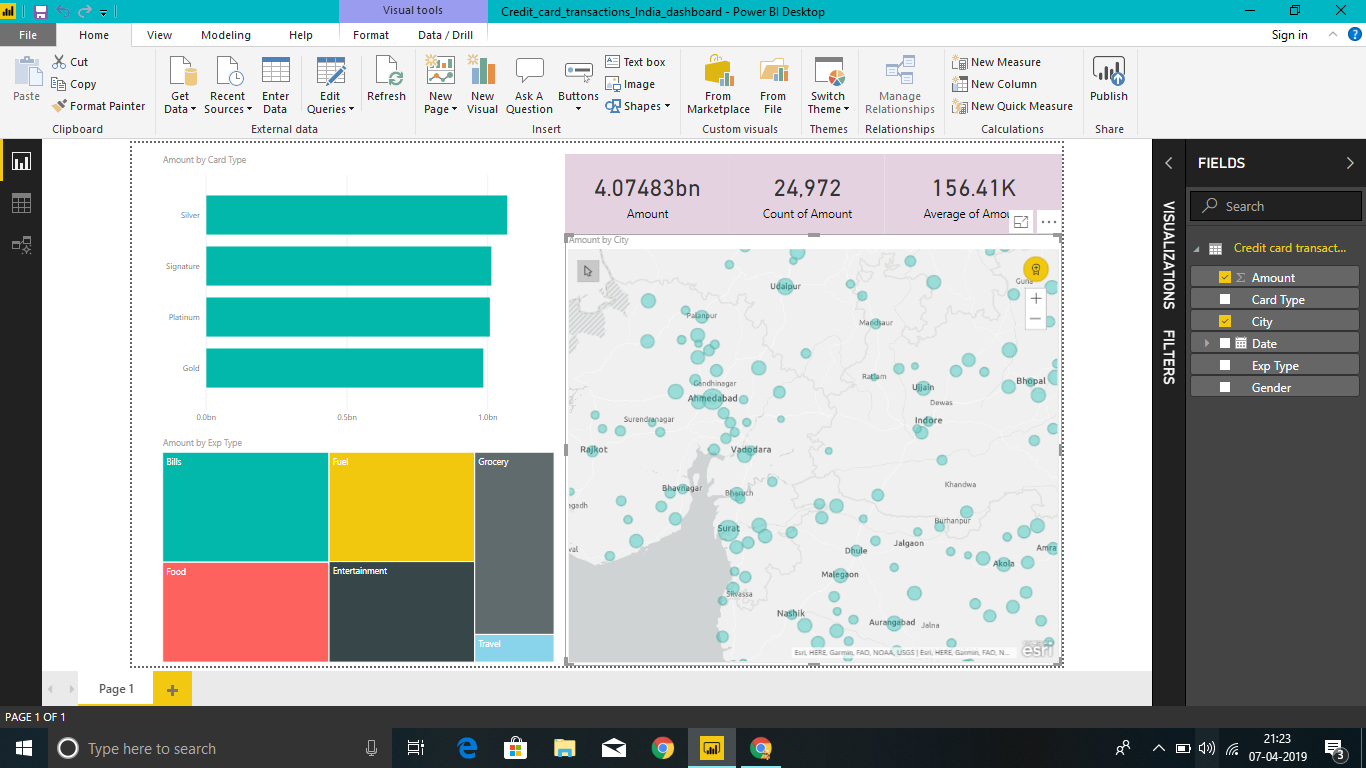 Visual tools
Credit_card_transactions_India_dashboard - Power BI Desktop
File
Home
View
Modeling
Help
Format
Data / Drill
Sign in
Paste
Cut
Copy
Format Painter
Clipboard
Get Data
Recent Sources
Enter Data
Edit Queries
Refresh
External data
New Page
New Visual
Ask A Question
Buttons
Text box
Image
Shapes
Insert
From Marketplace
From File
Custom visuals
Switch Theme
Themes
Manage Relationships
Relationships
New Measure
New Column
New Quick Measure
Calculations
Publish
Share
Amount by Card Type
Silver
Signature
Platinum
Gold
0.0bn
0.5bn
1.0bn
4.07483bn
Amount
24,972
Count of Amount
156.41K
Average of Amou
Amount by Exp Type
Bills
Fuel
Grocery
Food
Entertainment
Travel
Amount by City
Udaipur
Guna
Palanpur
Mandsaur
Gandhinagar
Ratlam
Ujjain
Bhopal
Ahmedabad
Dewas
Surendranagar
Indore
Rajkot
Vadodara
Bhavnagar
Bharuch
Khandwa
agadh
Burhanpur
Surat
Jalgaon
val
Dhule
Amra
Akola
Malegaon
Silvassa
Nashik
Aurangabad
Jalna
Esri, HERE, Garmin, FAO, NOAA, USGS | Esri, HERE, Garmin, FAO, N...
esri
VISUALIZATIONS
FILTERS
FIELDS
Search
Credit card transact...
Amount
Card Type
City
Date
Exp Type
Gender
Page 1
PAGE 1 OF 1
Type here to search
21:23
07-04-2019
3